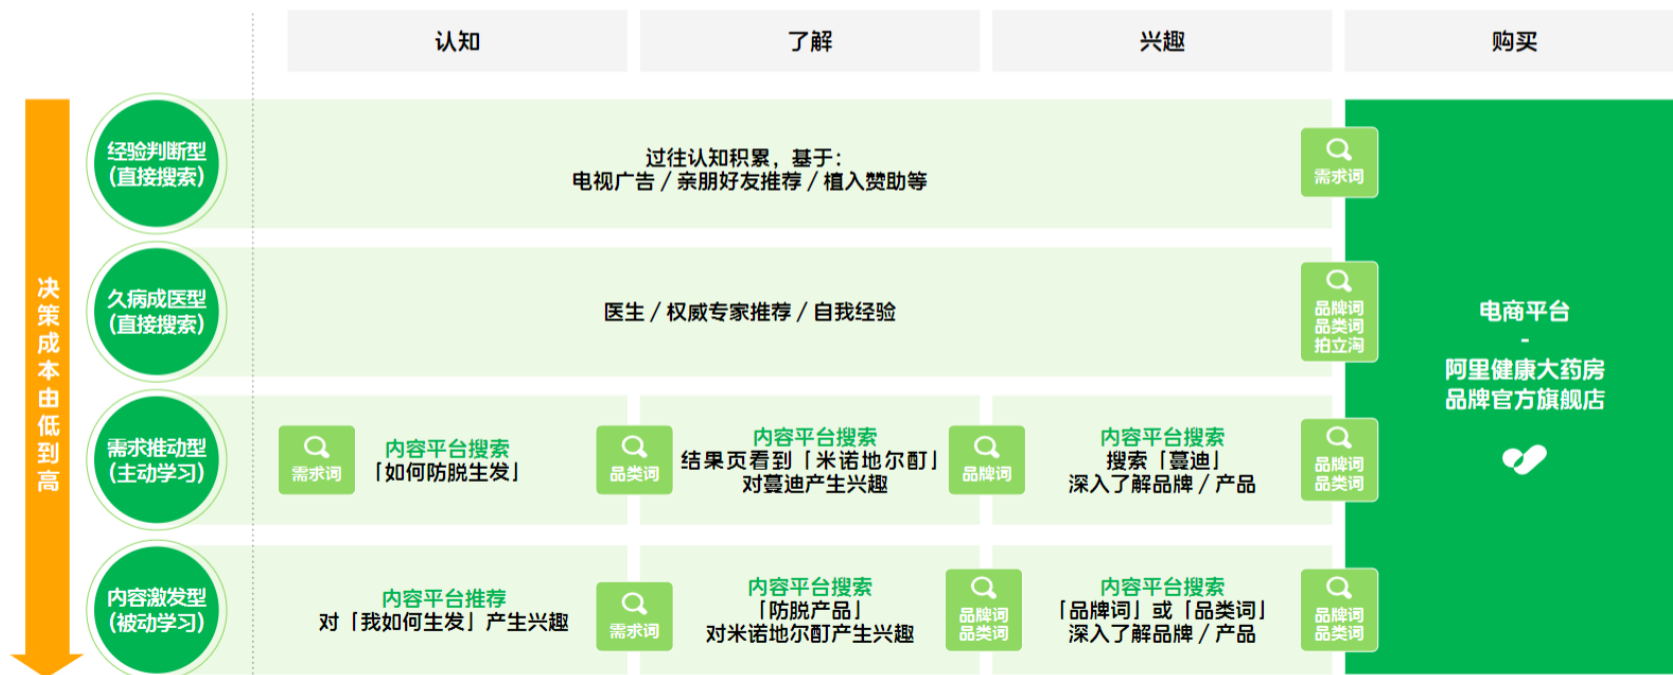 认知
了解
兴趣
购买
决策成本由低到高
经验判断型
(直接搜索)
过往认知积累，基于：
电视广告 / 亲朋好友推荐 / 植入赞助等
需求词
久病成医型
(直接搜索)
医生 / 权威专家推荐 / 自我经验
品牌词
品类词
拍立淘
需求推动型
(主动学习)
需求词
内容平台搜索
「如何防脱生发」
品类词
内容平台搜索
结果页看到「米诺地尔酊」
对蔓迪产生兴趣
品牌词
内容平台搜索
搜索「蔓迪」
深入了解品牌 / 产品
品牌词
品类词
内容激发型
(被动学习)
内容平台推荐
对「我如何生发」产生兴趣
需求词
内容平台搜索
「防脱产品」
对米诺地尔酊产生兴趣
品牌词
品类词
内容平台搜索
「品牌词」或「品类词」
深入了解品牌 / 产品
品牌词
品类词
电商平台
-
阿里健康大药房
品牌官方旗舰店